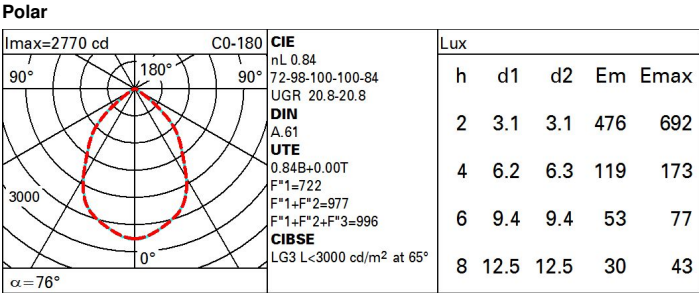 Polar
Imax=2770 cd C0-180
90° 180° 90°
3000
0°
α=76°
CIE
nL 0.84
72-98-100-100-84
UGR 20.8-20.8
DIN
A.61
UTE
0.84B+0.00T
F"1=722
F"1+F"2=977
F"1+F"2+F"3=996
CIBSE
LG3 L<3000 cd/m² at 65°
Lux
h d1 d2 Em Emax
2 3.1 3.1 476 692
4 6.2 6.3 119 173
6 9.4 9.4 53 77
8 12.5 12.5 30 43